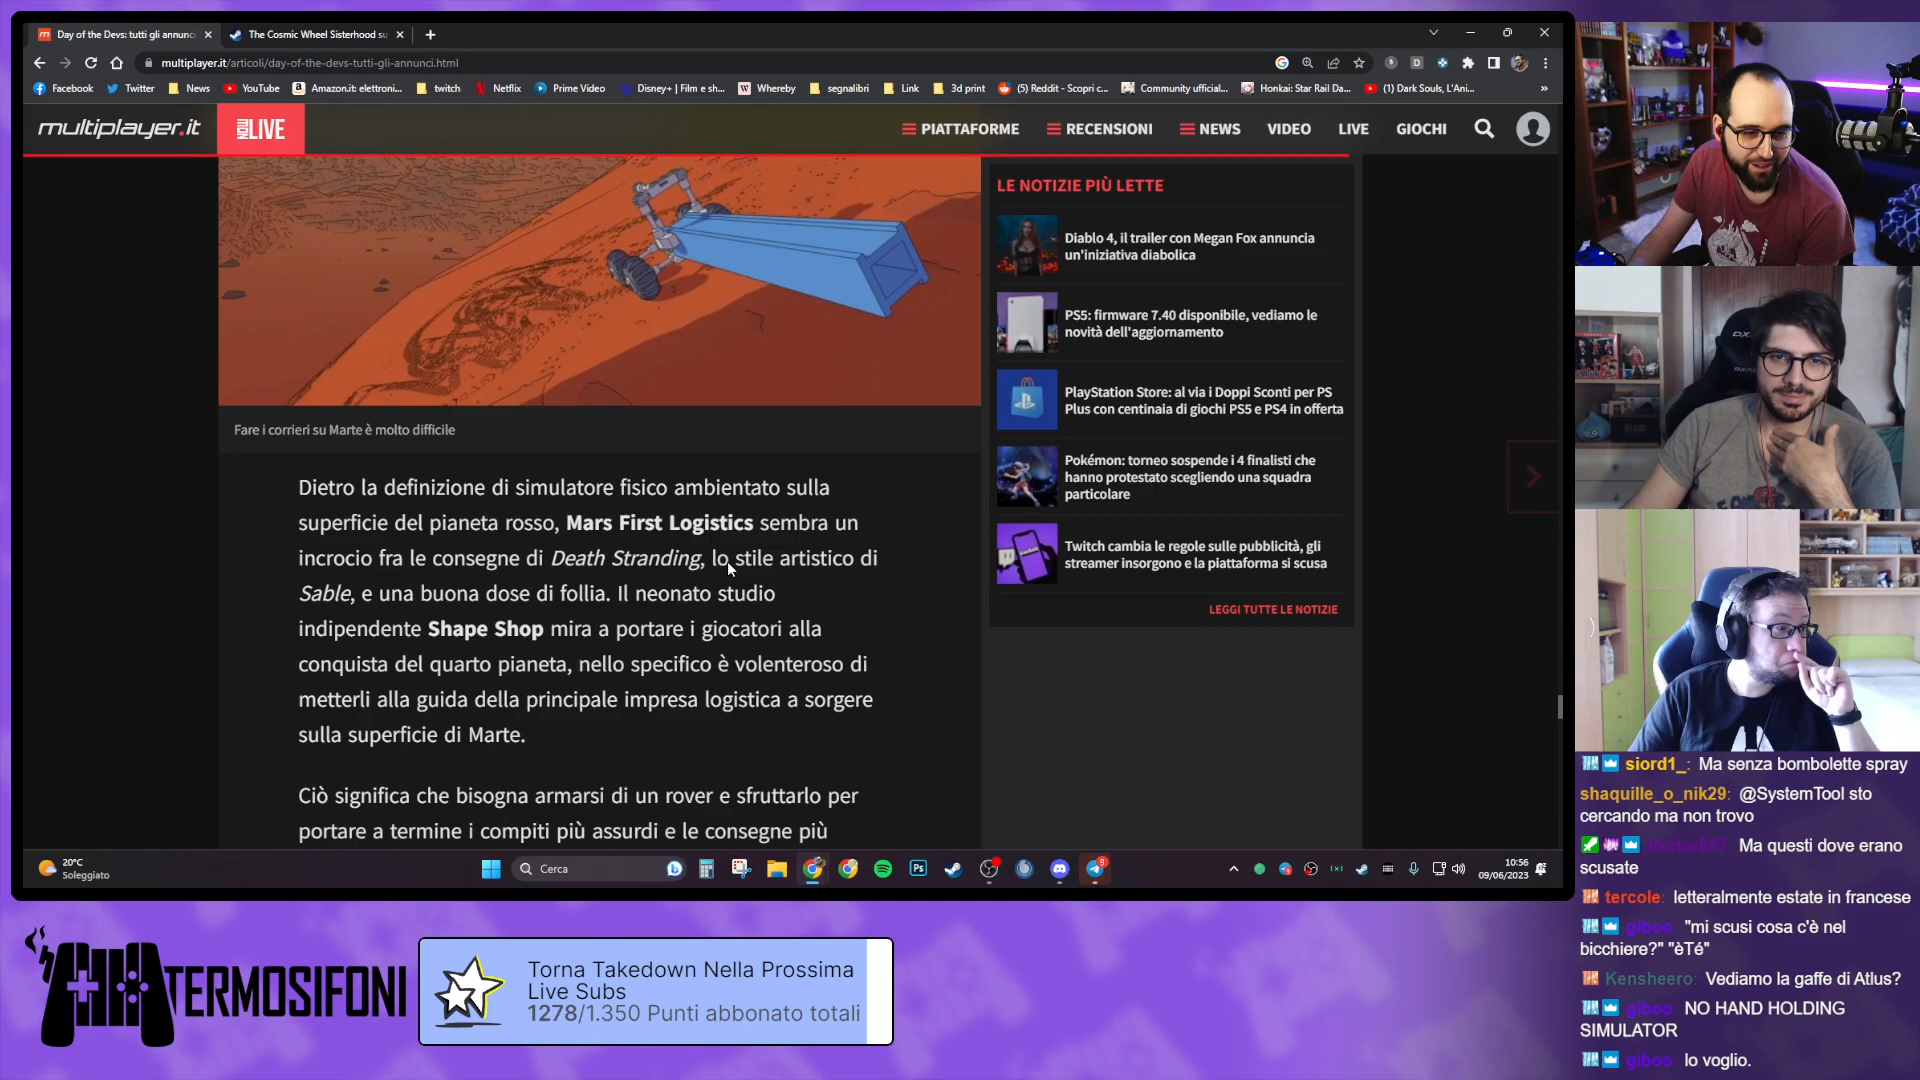 Day of the Devs: tutti gli annunci
The Cosmic Wheel Sisterhood su
multiplayer.it/articoli/day-of-the-devs-tutti-gli-annunci.html
Facebook
Twitter
News
YouTube
Amazon.it: elettroni...
twitch
Netflix
Prime Video
Disney+ | Film e sh...
Whereby
segnalibri
Link
3d print
(5) Reddit - Scopri c...
Community ufficial...
Honkai: Star Rail Da...
(1) Dark Souls, L'Ani...
»
multiplayer.it
NOW LIVE
PIATTAFORME
RECENSIONI
NEWS
VIDEO
LIVE
GIOCHI
Fare i corrieri su Marte è molto difficile
Dietro la definizione di simulatore fisico ambientato sulla
superficie del pianeta rosso, Mars First Logistics sembra un
incrocio fra le consegne di Death Stranding, lo stile artistico di
Sable, e una buona dose di follia. Il neonato studio
indipendente Shape Shop mira a portare i giocatori alla
conquista del quarto pianeta, nello specifico è volenteroso di
metterli alla guida della principale impresa logistica a sorgere
sulla superficie di Marte.
Ciò significa che bisogna armarsi di un rover e sfruttarlo per
portare a termine i compiti più assurdi e le consegne più
LE NOTIZIE PIÙ LETTE
Diablo 4, il trailer con Megan Fox annuncia
un'iniziativa diabolica
PS5: firmware 7.40 disponibile, vediamo le
novità dell'aggiornamento
PlayStation Store: al via i Doppi Sconti per PS
Plus con centinaia di giochi PS5 e PS4 in offerta
Pokémon: torneo sospende i 4 finalisti che
hanno protestato scegliendo una squadra
particolare
Twitch cambia le regole sulle pubblicità, gli
streamer insorgono e la piattaforma si scusa
LEGGI TUTTE LE NOTIZIE
20°C
Soleggiato
Cerca
Ps
9
10:56
09/06/2023
TERMOSIFONI
Torna Takedown Nella Prossima
Live Subs
1278/1.350 Punti abbonato totali
siord1_: Ma senza bombolette spray
shaquille_o_nik29: @SystemTool sto
cercando ma non trovo
Vector897 Ma questi dove erano
scusate
tercole: letteralmente estate in francese
giboo: "mi scusi cosa c'è nel
bicchiere?" "èTé"
Kensheero: Vediamo la gaffe di Atlus?
giboo: NO HAND HOLDING
SIMULATOR
giboo: lo voglio.